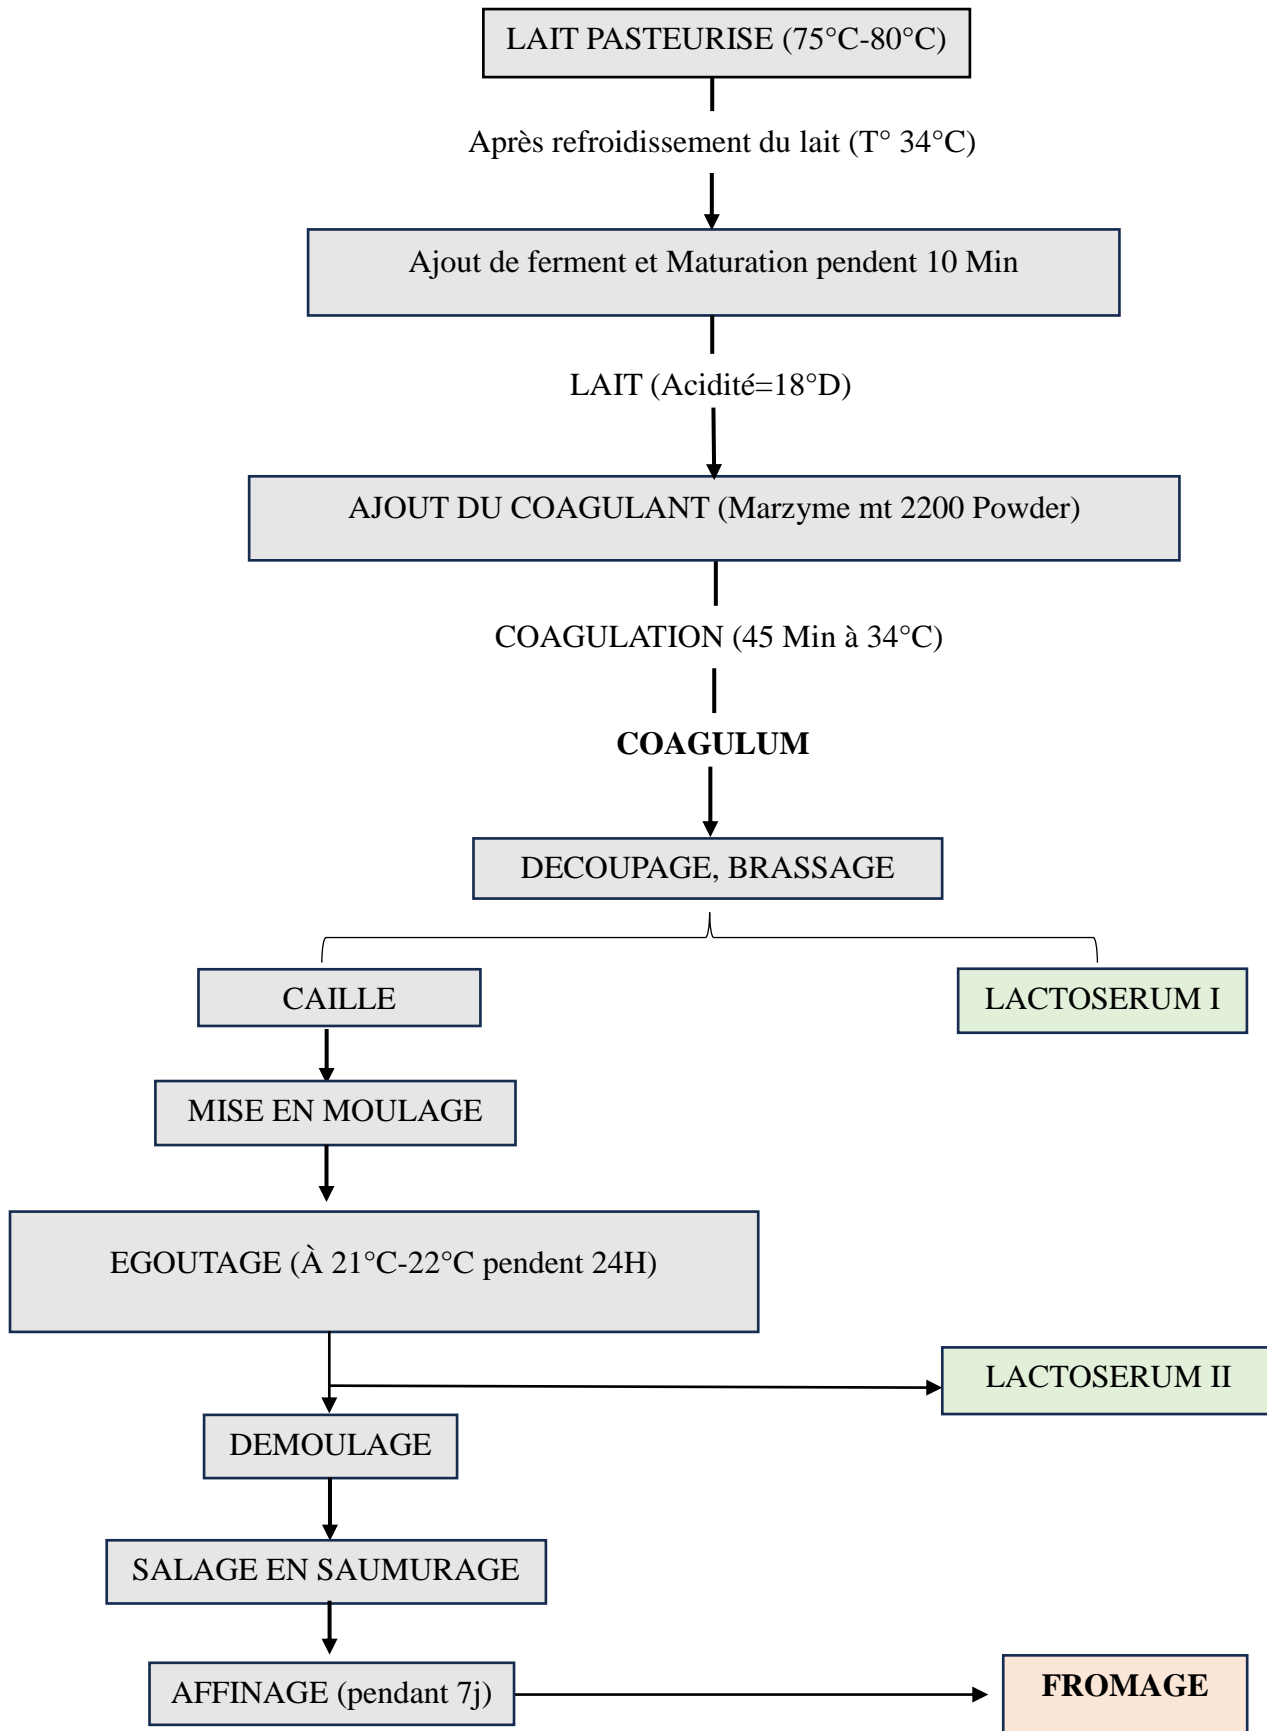 LAIT PASTEURISE (75°C-80°C)
Après refroidissement du lait (T° 34°C)
Ajout de ferment et Maturation pendent 10 Min
LAIT (Acidité=18°D)
AJOUT DU COAGULANT (Marzyme mt 2200 Powder)
COAGULATION (45 Min à 34°C)
COAGULUM
DECOUPAGE, BRASSAGE
CAILLE
LACTOSERUM I
MISE EN MOULAGE
EGOUTAGE (À 21°C-22°C pendent 24H)
LACTOSERUM II
DEMOULAGE
SALAGE EN SAUMURAGE
AFFINAGE (pendant 7j)
FROMAGE